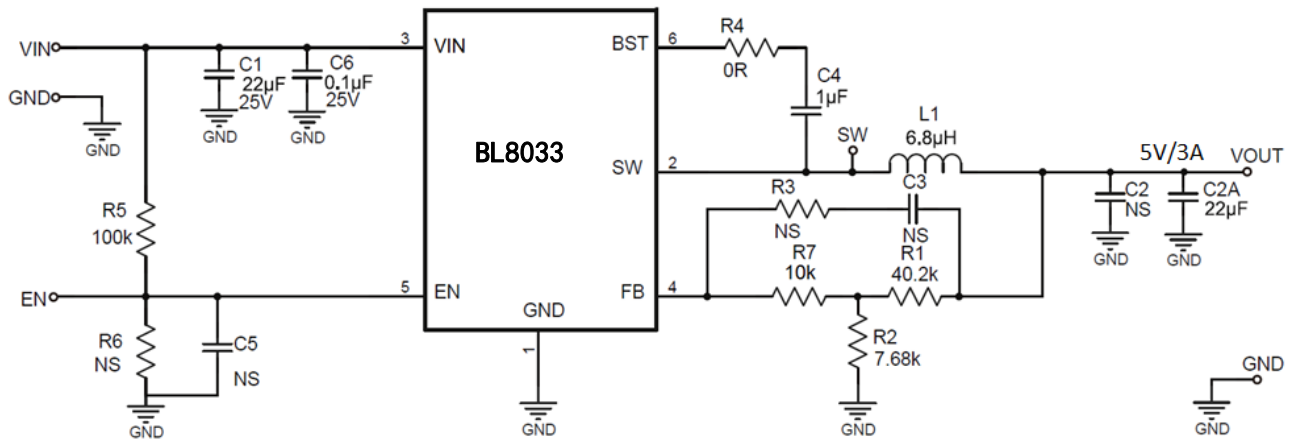 VIN
GND
GND
C1
22µF
25V
GND
C6
0.1µF
25V
GND
R5
100k
EN
R6
NS
C5
NS
GND
3
VIN
5
EN
BL8033
BST
6
SW
2
FB
4
GND
1
GND
R4
0R
C4
1µF
SW
L1
6.8µH
R3
NS
C3
NS
R7
10k
R1
40.2k
R2
7.68k
GND
5V/3A
VOUT
C2
NS
GND
C2A
22µF
GND
GND
GND